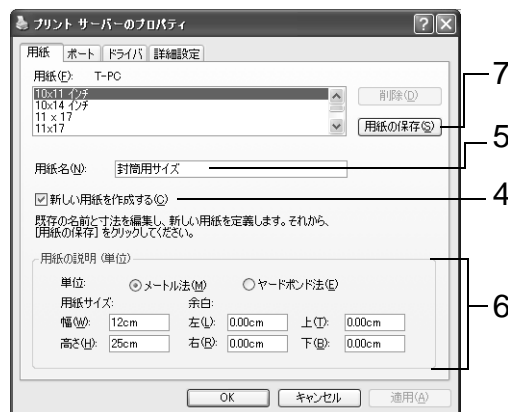 プリント サーバーのプロパティ
用紙 ポート ドライバ 詳細設定
用紙(F): T-PC
10x11 インチ
10x14 インチ
11 x 17
11x17
削除(D)
用紙の保存(S)
7
用紙名(N): 封筒用サイズ
5
新しい用紙を作成する(C)
4
既存の名前と寸法を編集し、新しい用紙を定義します。それから、
[用紙の保存] をクリックしてください。
用紙の説明 (単位)
単位: メートル法(M) ヤードポンド法(E)
用紙サイズ: 余白:
幅(W): 12cm 左(L): 0.00cm 上(T): 0.00cm
高さ(H): 25cm 右(R): 0.00cm 下(B): 0.00cm
6
OK キャンセル 適用(A)